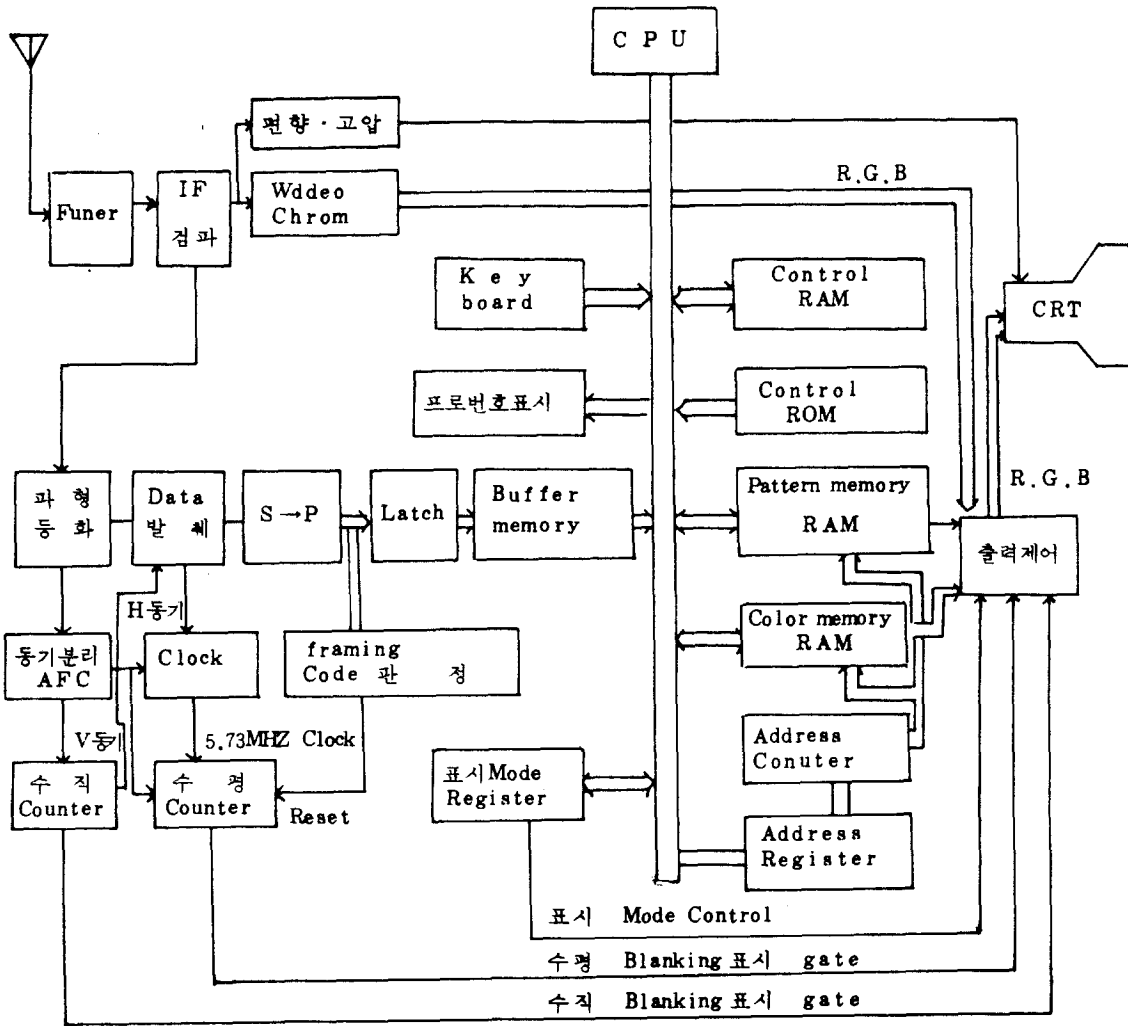 C P U
편향·고압
R.G.B
Funer
IF
검파
Wddeo
Chrom
Key
board
Control
RAM
CRT
프로번호표시
Control
ROM
R.G.B
파형
등화
Data
발췌
S→P
Latch
Buffer
memory
Pattern memory
RAM
출력제어
H동기
동기분리
AFC
Clock
framing
Code 판 정
Color memory
RAM
V동기
5.73MHZ Clock
수 직
Counter
수 평
Counter
Reset
표시Mode
Register
Address
Conuter
Address
Register
표시 Mode Control
수평 Blanking표시 gate
수직 Blanking표시 gate